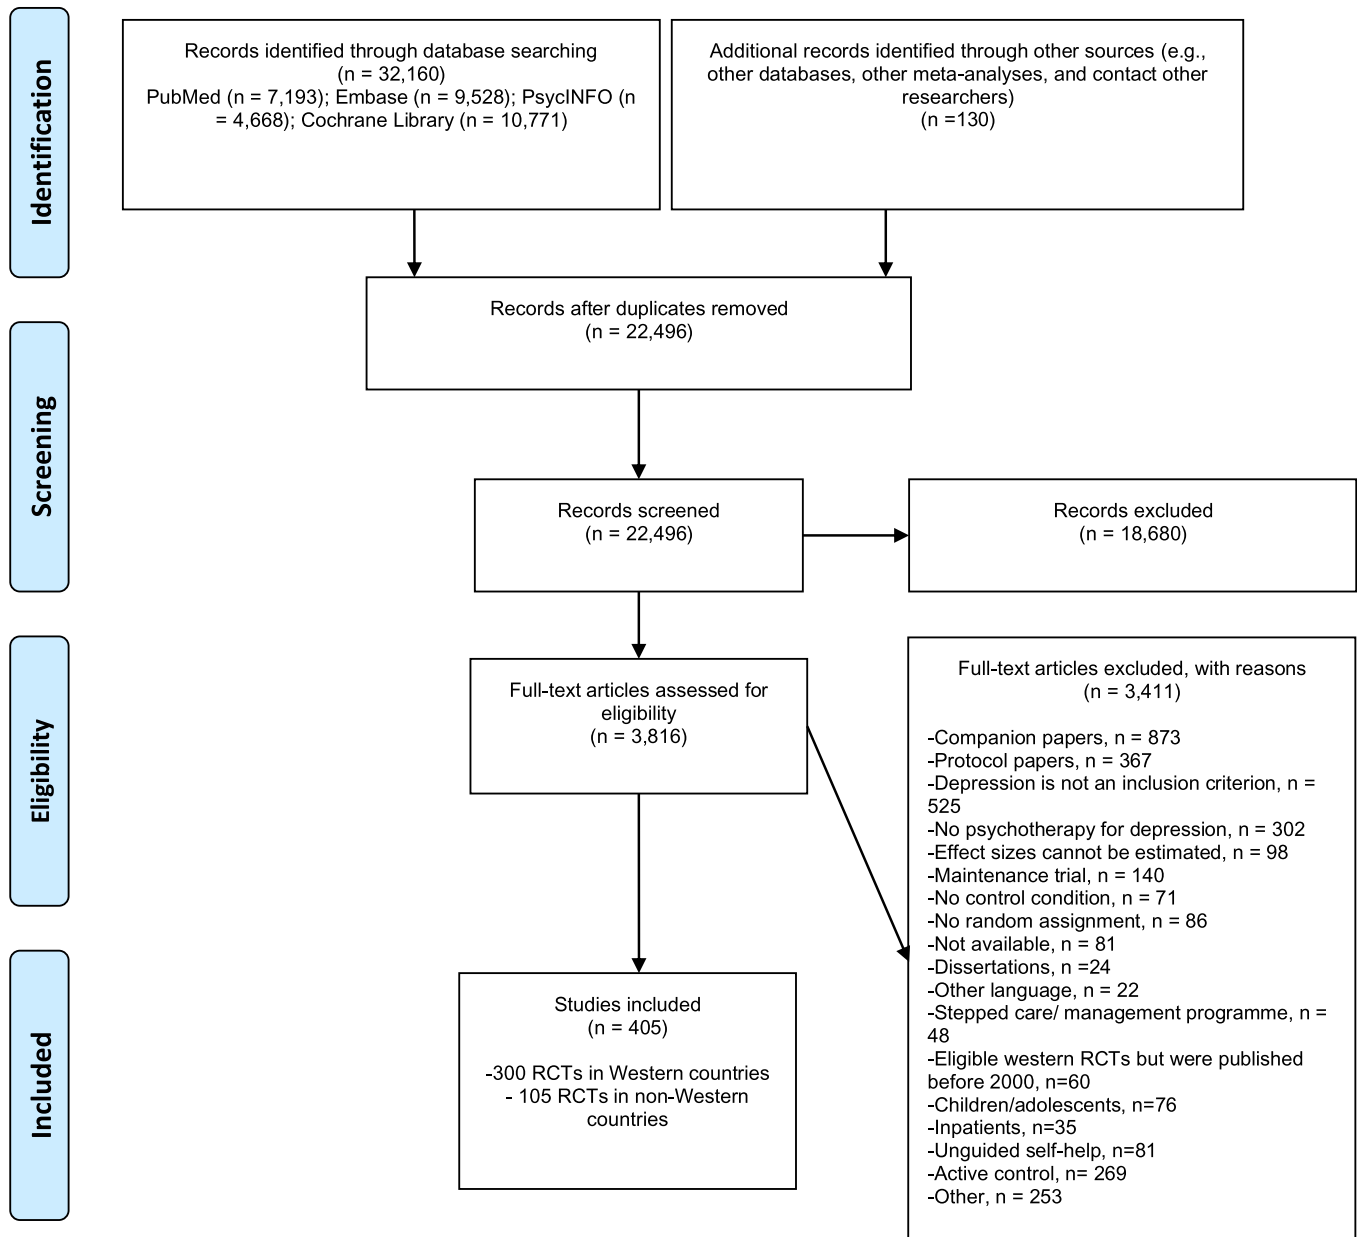 Identification
Records identified through database searching
(n = 32,160)
PubMed (n = 7,193); Embase (n = 9,528); PsycINFO (n
= 4,668); Cochrane Library (n = 10,771)
Additional records identified through other sources (e.g.,
other databases, other meta-analyses, and contact other
researchers)
(n =130)
Records after duplicates removed
(n = 22,496)
Screening
Records screened
(n = 22,496)
Records excluded
(n = 18,680)
Eligibility
Full-text articles assessed for
eligibility
(n = 3,816)
Full-text articles excluded, with reasons
(n = 3,411)
-Companion papers, n = 873
-Protocol papers, n = 367
-Depression is not an inclusion criterion, n =
525
-No psychotherapy for depression, n = 302
-Effect sizes cannot be estimated, n = 98
-Maintenance trial, n = 140
-No control condition, n = 71
-No random assignment, n = 86
-Not available, n = 81
-Dissertations, n =24
-Other language, n = 22
-Stepped care/ management programme, n =
48
-Eligible western RCTs but were published
before 2000, n=60
-Children/adolescents, n=76
-Inpatients, n=35
-Unguided self-help, n=81
-Active control, n= 269
-Other, n = 253
Included
Studies included
(n = 405)
-300 RCTs in Western countries
- 105 RCTs in non-Western
countries